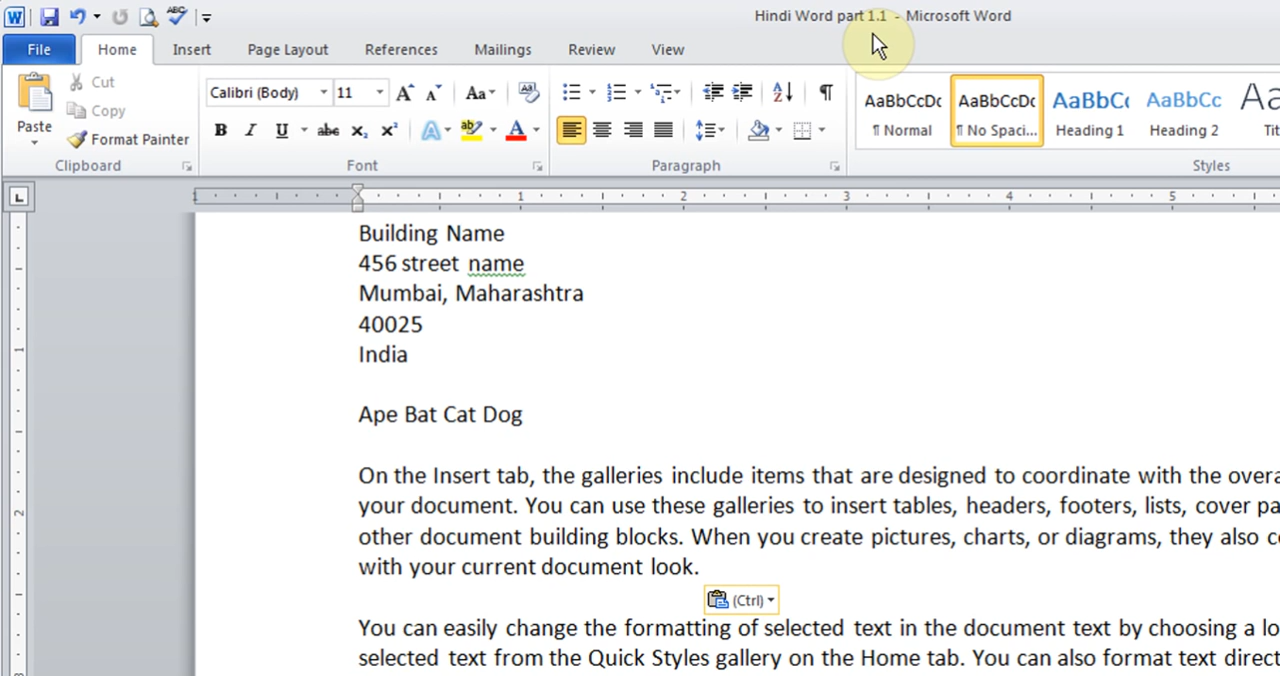 Hindi Word part 1.1 - Microsoft Word
File Home Insert Page Layout References Mailings Review View
Paste
Cut
Copy
Format Painter
Clipboard
Calibri (Body) 11
Font
Paragraph
AaBbCcDc AaBbCcDc AaBbC AaBbCc
¶ Normal ¶ No Spaci... Heading 1 Heading 2
Styles
1 1 2 3 4 5
Building Name
456 street name
Mumbai, Maharashtra
40025
India
Ape Bat Cat Dog
On the Insert tab, the galleries include items that are designed to coordinate with the overa
your document. You can use these galleries to insert tables, headers, footers, lists, cover pa
other document building blocks. When you create pictures, charts, or diagrams, they also c
with your current document look.
(Ctrl)
You can easily change the formatting of selected text in the document text by choosing a lo
selected text from the Quick Styles gallery on the Home tab. You can also format text direct